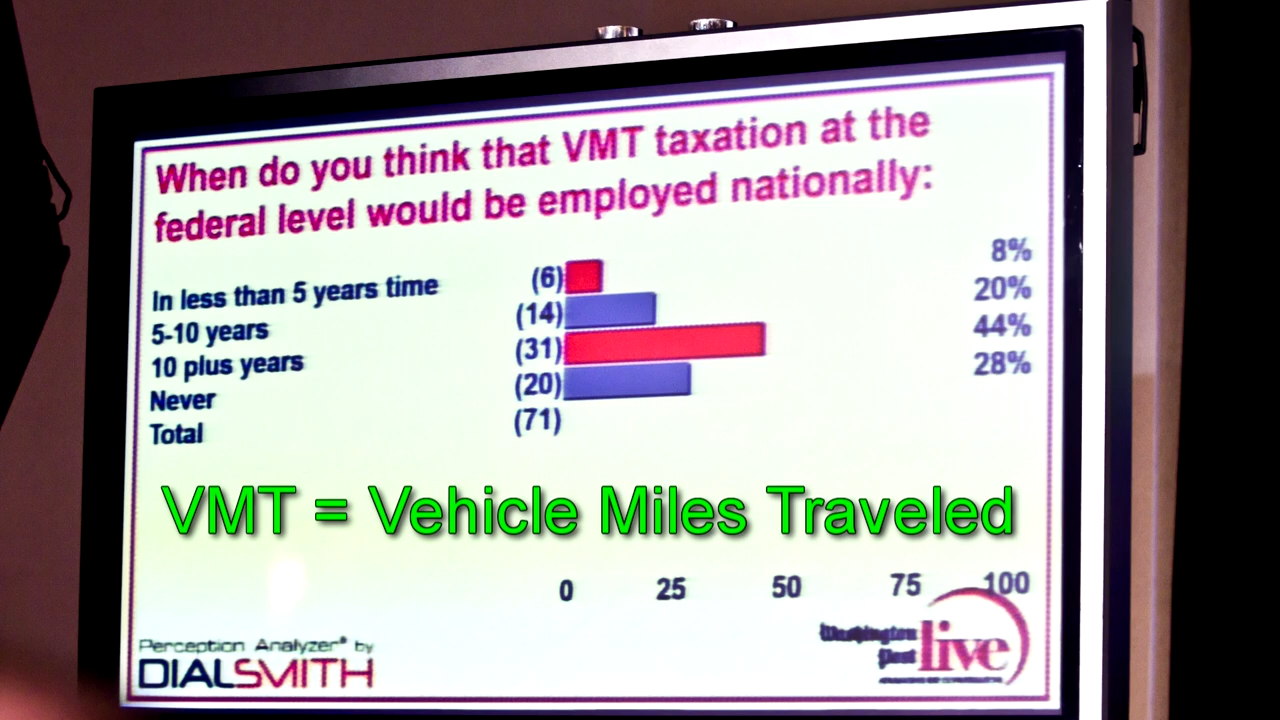 When do you think that VMT taxation at the
federal level would be employed nationally:
In less than 5 years time (6) 8%
5-10 years (14) 20%
10 plus years (31) 44%
Never (20) 28%
Total (71)
VMT = Vehicle Miles Traveled
0 25 50 75 100
Perception Analyzer® by
DIALSMITH
Washington
Post live